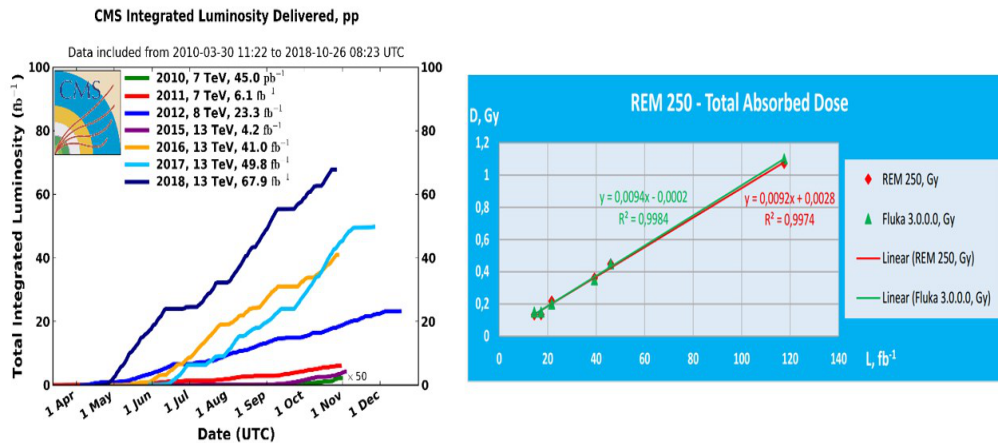 CMS Integrated Luminosity Delivered, pp
Data included from 2010-03-30 11:22 to 2018-10-26 08:23 UTC
Total Integrated Luminosity (fb⁻¹)
100
80
60
40
20
0
100
80
60
40
20
0
CMS
2010, 7 TeV, 45.0 pb⁻¹
2011, 7 TeV, 6.1 fb⁻¹
2012, 8 TeV, 23.3 fb⁻¹
2015, 13 TeV, 4.2 fb⁻¹
2016, 13 TeV, 41.0 fb⁻¹
2017, 13 TeV, 49.8 fb⁻¹
2018, 13 TeV, 67.9 fb⁻¹
× 50
1 Apr
1 May
1 Jun
1 Jul
1 Aug
1 Sep
1 Oct
1 Nov
1 Dec
Date (UTC)
REM 250 - Total Absorbed Dose
D, Gy
1,2
1
0,8
0,6
0,4
0,2
0
y = 0,0094x - 0,0002
R² = 0,9984
y = 0,0092x + 0,0028
R² = 0,9974
0 20 40 60 80 100 120 140
L, fb⁻¹
REM 250, Gy
Fluka 3.0.0.0, Gy
Linear (REM 250, Gy)
Linear (Fluka 3.0.0.0, Gy)